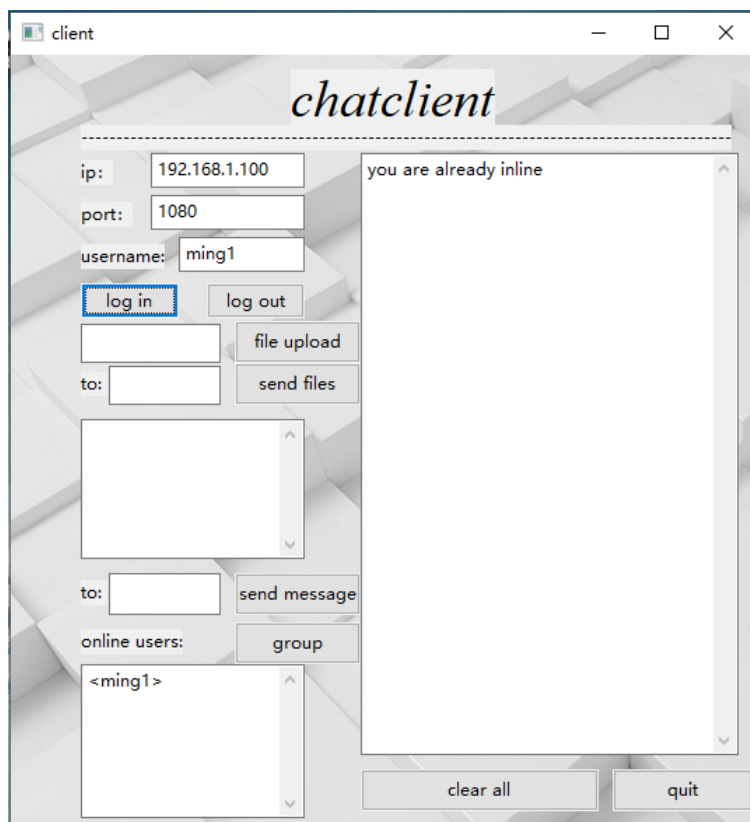 client
chatclient
--------------------------------------------------------------------------------
ip:
192.168.1.100
port:
1080
username:
ming1
log in
log out
file upload
to:
send files
to:
send message
online users:
group
<ming1>
you are already inline
clear all
quit